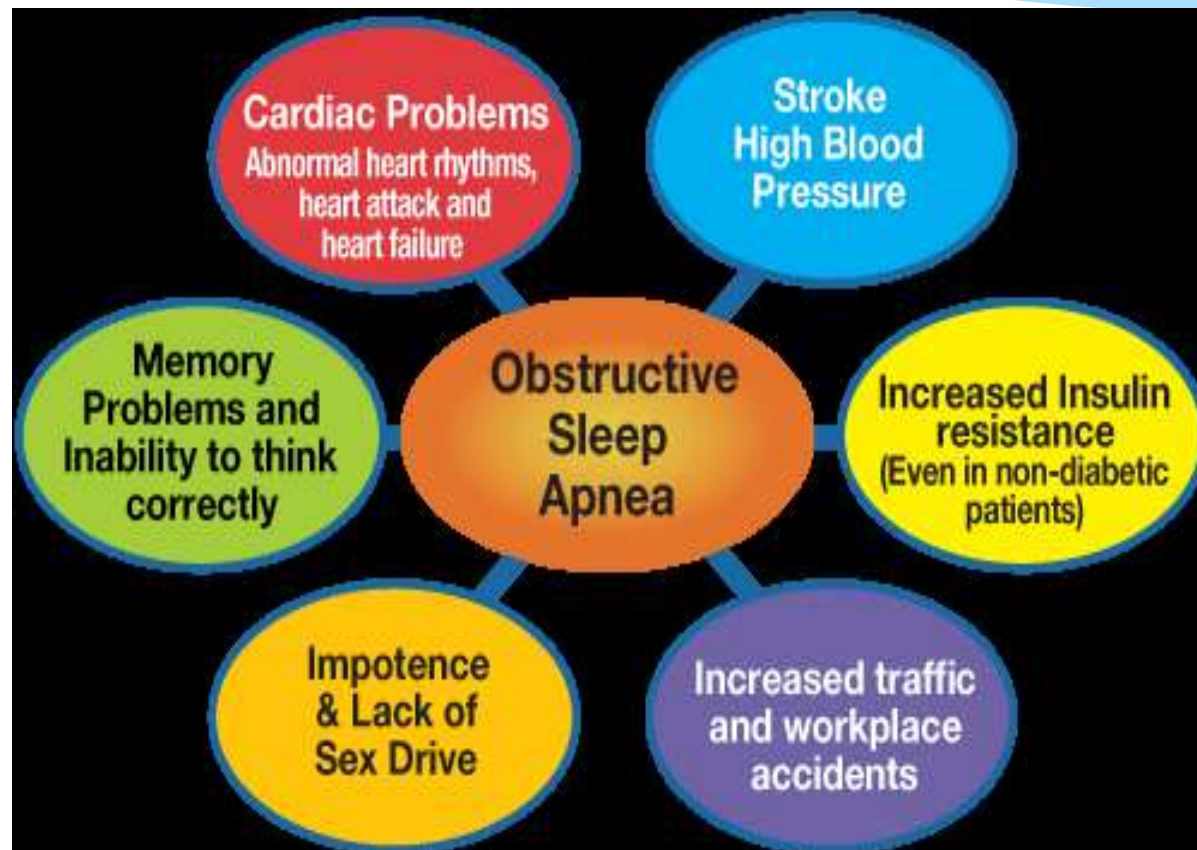 Cardiac Problems
Abnormal heart rhythms,
heart attack and
heart failure
Stroke
High Blood
Pressure
Memory
Problems and
Inability to think
correctly
Obstructive
Sleep
Apnea
Increased Insulin
resistance
(Even in non-diabetic
patients)
Impotence
& Lack of
Sex Drive
Increased traffic
and workplace
accidents